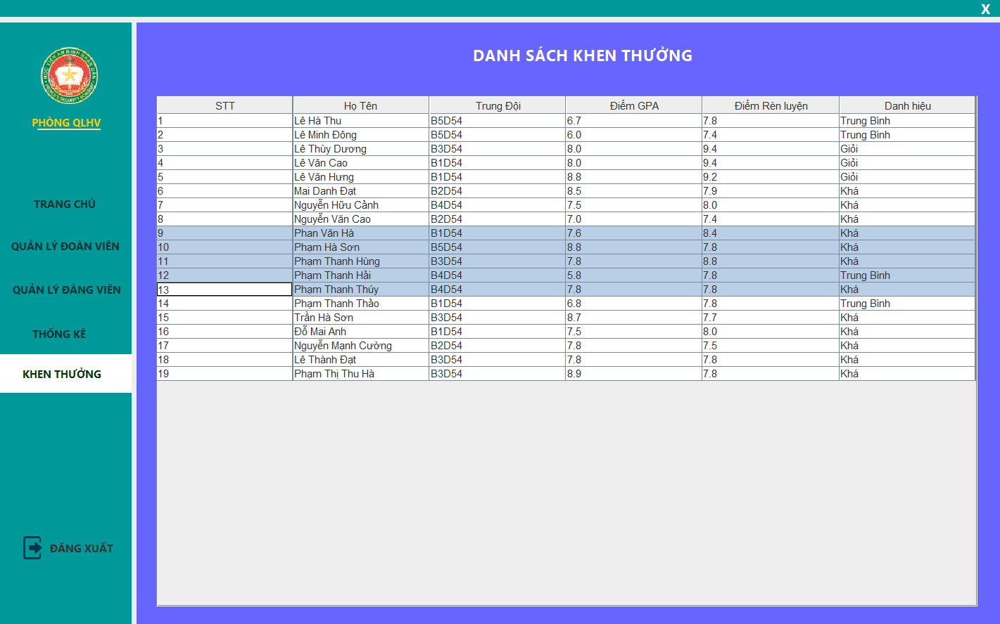 X
HỌC VIỆN AN NINH NHÂN DÂN
PEOPLE'S SECURITY ACADEMY
PHÒNG QLHV
TRANG CHỦ
QUẢN LÝ ĐOÀN VIÊN
QUẢN LÝ ĐẢNG VIÊN
THỐNG KÊ
KHEN THƯỞNG
ĐĂNG XUẤT
DANH SÁCH KHEN THƯỞNG
STT Họ Tên Trung Đội Điểm GPA Điểm Rèn luyện Danh hiệu
1 Lê Hà Thu B5D54 6.7 7.8 Trung Bình
2 Lê Minh Đông B5D54 6.0 7.4 Trung Bình
3 Lê Thùy Dương B3D54 8.0 9.4 Giỏi
4 Lê Văn Cao B1D54 8.0 9.4 Giỏi
5 Lê Văn Hưng B1D54 8.8 9.2 Giỏi
6 Mai Danh Đạt B2D54 8.5 7.9 Khá
7 Nguyễn Hữu Cảnh B4D54 7.5 8.0 Khá
8 Nguyễn Văn Cao B2D54 7.0 7.4 Khá
9 Phan Văn Hà B1D54 7.6 8.4 Khá
10 Phạm Hà Sơn B5D54 8.8 7.8 Khá
11 Phạm Thanh Hùng B3D54 7.8 8.8 Khá
12 Phạm Thanh Hải B4D54 5.8 7.8 Trung Bình
13 Phạm Thanh Thúy B4D54 7.8 7.8 Khá
14 Phạm Thanh Thảo B1D54 6.8 7.8 Trung Bình
15 Trần Hà Sơn B3D54 8.7 7.7 Khá
16 Đỗ Mai Anh B1D54 7.5 8.0 Khá
17 Nguyễn Mạnh Cường B2D54 7.8 7.5 Khá
18 Lê Thành Đạt B3D54 7.8 7.8 Khá
19 Phạm Thị Thu Hà B3D54 8.9 7.8 Khá